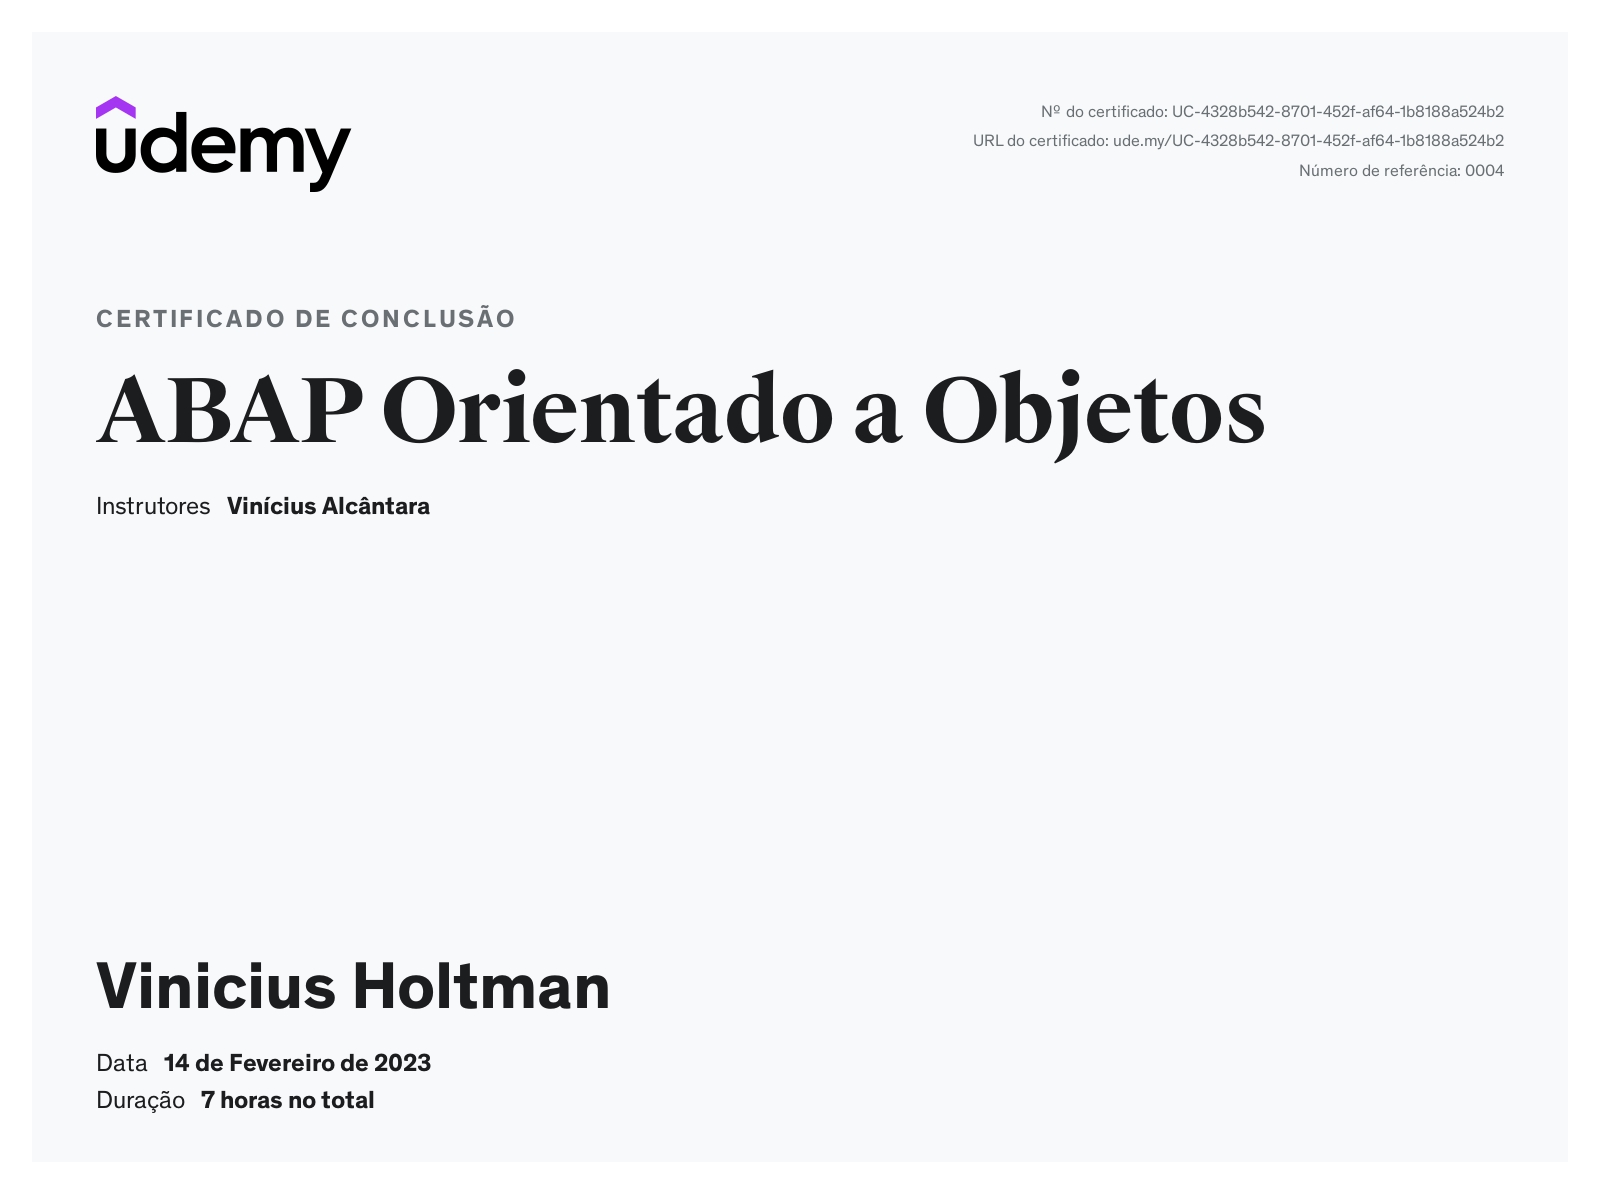 udemy
Nº do certificado: UC-4328b542-8701-452f-af64-1b8188a524b2
URL do certificado: ude.my/UC-4328b542-8701-452f-af64-1b8188a524b2
Número de referência: 0004
CERTIFICADO DE CONCLUSÃO
ABAP Orientado a Objetos
Instrutores Vinícius Alcântara
Vinicius Holtman
Data 14 de Fevereiro de 2023
Duração 7 horas no total